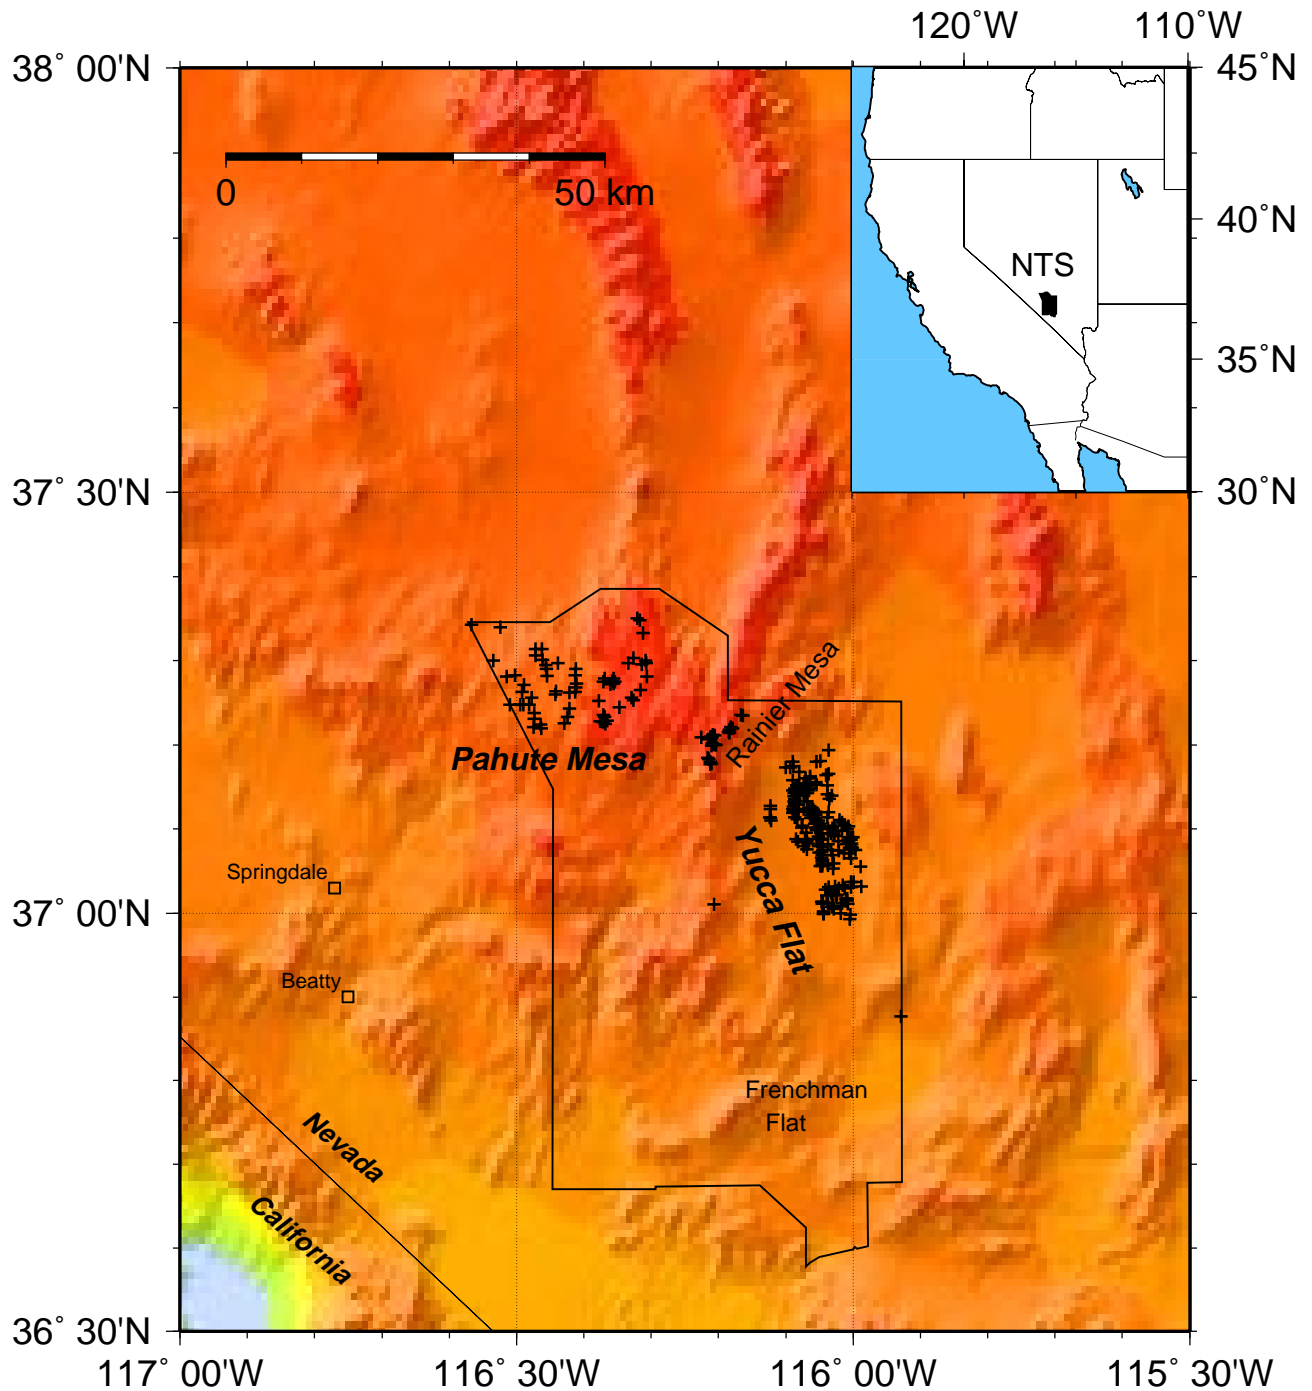 120˚W
110˚W
38˚ 00'N
45˚N
0
50 km
40˚N
NTS
35˚N
37˚ 30'N
30˚N
Rainier Mesa
Pahute Mesa
Yucca Flat
Springdale
37˚ 00'N
Beatty
Frenchman
Flat
Nevada
California
36˚ 30'N
117˚ 00'W
116˚ 30'W
116˚ 00'W
115˚ 30'W